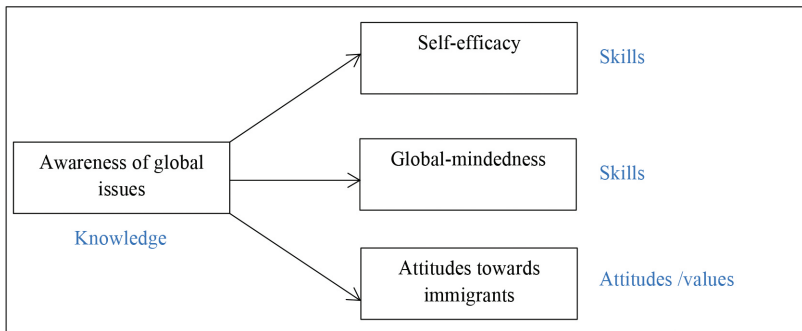 Self-efficacy
Skills
Awareness of global
issues
Knowledge
Global-mindedness
Skills
Attitudes towards
immigrants
Attitudes /values